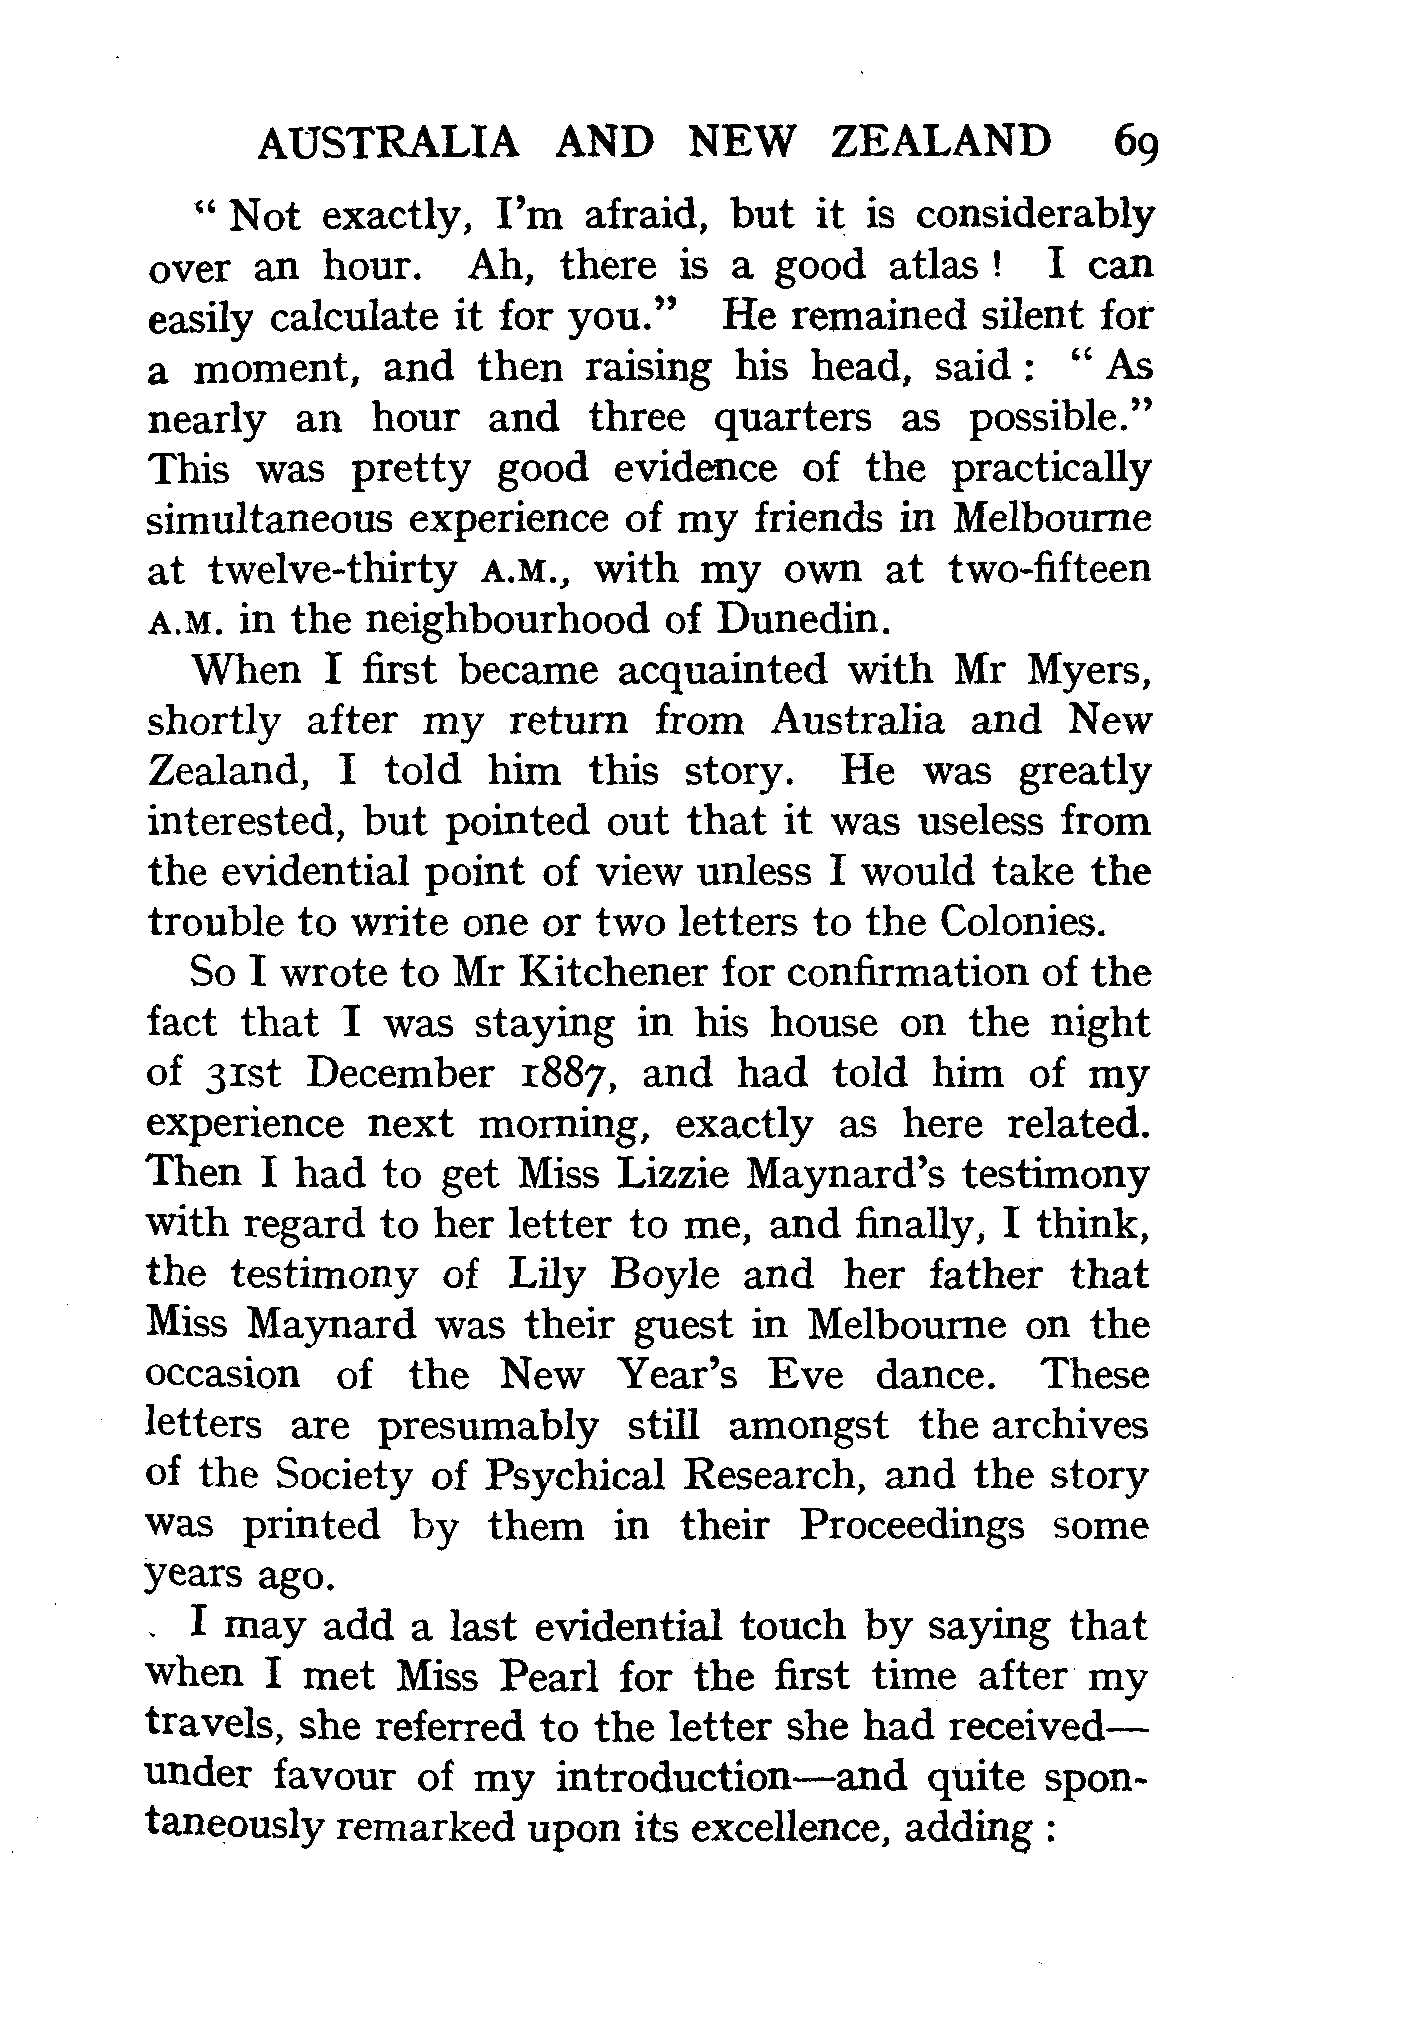 AUSTRALIA AND NEW ZEALAND 69
“ Not exactly, I’m afraid, but it is considerably
over an hour. Ah, there is a good atlas ! I can
easily calculate it for you.” He remained silent for
a moment, and then raising his head, said : “ As
nearly an hour and three quarters as possible.”
This was pretty good evidence of the practically
simultaneous experience of my friends in Melbourne
at twelve-thirty A.M., with my own at two-fifteen
A.M. in the neighbourhood of Dunedin.
When I first became acquainted with Mr Myers,
shortly after my return from Australia and New
Zealand, I told him this story. He was greatly
interested, but pointed out that it was useless from
the evidential point of view unless I would take the
trouble to write one or two letters to the Colonies.
So I wrote to Mr Kitchener for confirmation of the
fact that I was staying in his house on the night
of 31st December 1887, and had told him of my
experience next morning, exactly as here related.
Then I had to get Miss Lizzie Maynard’s testimony
with regard to her letter to me, and finally, I think,
the testimony of Lily Boyle and her father that
Miss Maynard was their guest in Melbourne on the
occasion of the New Year’s Eve dance. These
letters are presumably still amongst the archives
of the Society of Psychical Research, and the story
was printed by them in their Proceedings some
years ago.
I may add a last evidential touch by saying that
when I met Miss Pearl for the first time after my
travels, she referred to the letter she had received—
under favour of my introduction—and quite spon-
taneously remarked upon its excellence, adding :